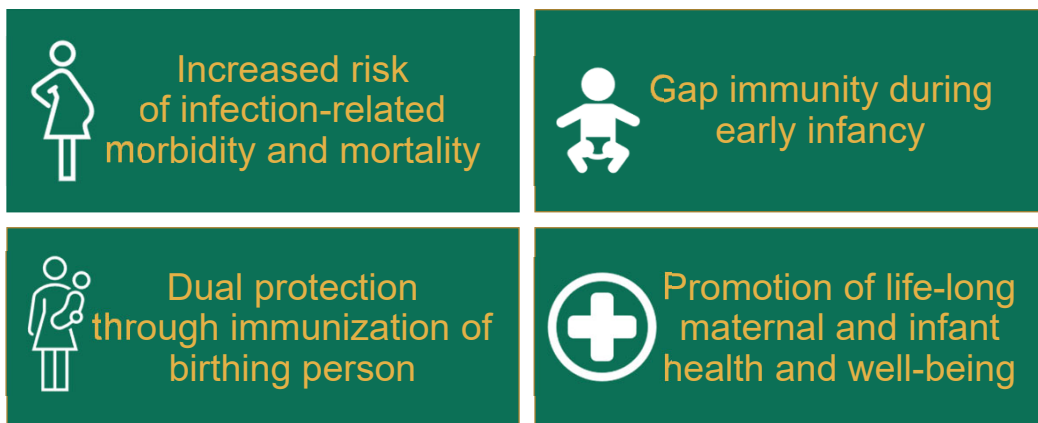 Increased risk
of infection-related
morbidity and mortality
Gap immunity during
early infancy
Dual protection
through immunization of
birthing person
Promotion of life-long
maternal and infant
health and well-being